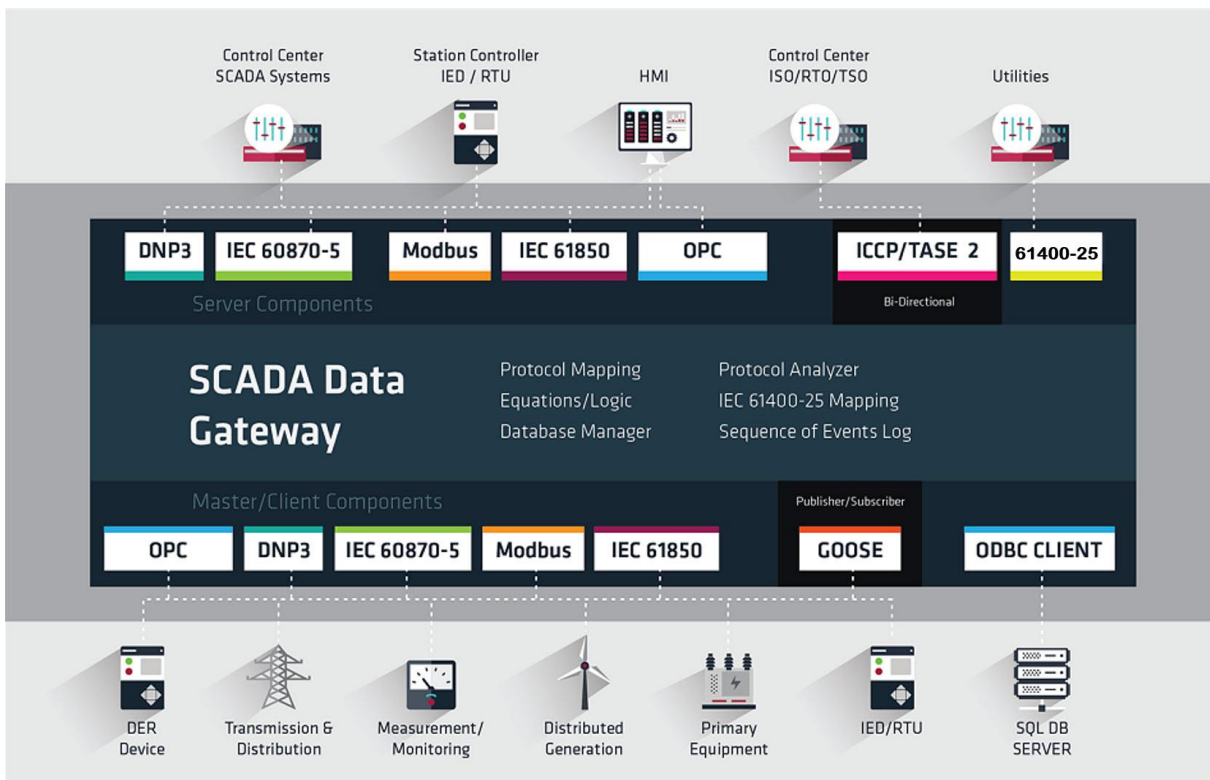 Control Center
SCADA Systems
Station Controller
IED / RTU
HMI
Control Center
ISO/RTO/TSO
Utilities
DNP3
IEC 60870-5
Modbus
IEC 61850
OPC
ICCP/TASE 2
61400-25
Server Components
Bi-Directional
SCADA Data
Gateway
Protocol Mapping
Equations/Logic
Database Manager
Protocol Analyzer
IEC 61400-25 Mapping
Sequence of Events Log
Master/Client Components
Publisher/Subscriber
OPC
DNP3
IEC 60870-5
Modbus
IEC 61850
GOOSE
ODBC CLIENT
DER
Device
Transmission &
Distribution
Measurement/
Monitoring
Distributed
Generation
Primary
Equipment
IED/RTU
SQL DB
SERVER